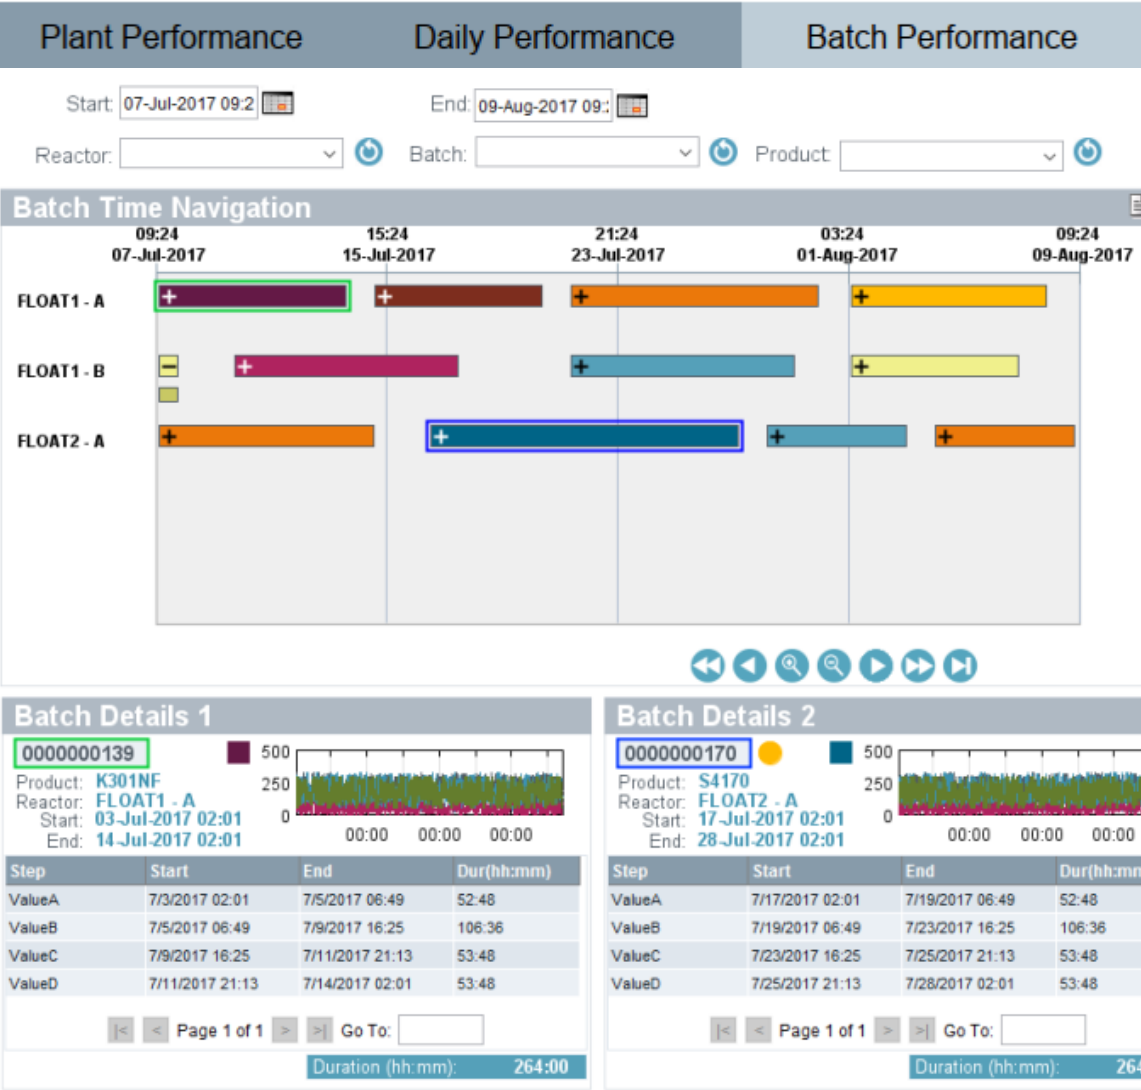 Plant Performance Daily Performance Batch Performance
Start: 07-Jul-2017 09:2 End: 09-Aug-2017 09:
Reactor: Batch: Product:
Batch Time Navigation
09:24 15:24 21:24 03:24 09:24
07-Jul-2017 15-Jul-2017 23-Jul-2017 01-Aug-2017 09-Aug-2017
FLOAT1 - A
FLOAT1 - B
FLOAT2 - A
Batch Details 1
0000000139
Product: K301NF
Reactor: FLOAT1 - A
Start: 03-Jul-2017 02:01
End: 14-Jul-2017 02:01
500
250
0
00:00 00:00 00:00
Step Start End Dur(hh:mm)
ValueA 7/3/2017 02:01 7/5/2017 06:49 52:48
ValueB 7/5/2017 06:49 7/9/2017 16:25 106:36
ValueC 7/9/2017 16:25 7/11/2017 21:13 53:48
ValueD 7/11/2017 21:13 7/14/2017 02:01 53:48
|< < Page 1 of 1 > >| Go To:
Duration (hh:mm): 264:00
Batch Details 2
0000000170
Product: S4170
Reactor: FLOAT2 - A
Start: 17-Jul-2017 02:01
End: 28-Jul-2017 02:01
500
250
0
00:00 00:00 00:00
Step Start End Dur(hh:mm
ValueA 7/17/2017 02:01 7/19/2017 06:49 52:48
ValueB 7/19/2017 06:49 7/23/2017 16:25 106:36
ValueC 7/23/2017 16:25 7/25/2017 21:13 53:48
ValueD 7/25/2017 21:13 7/28/2017 02:01 53:48
|< < Page 1 of 1 > >| Go To:
Duration (hh:mm): 264